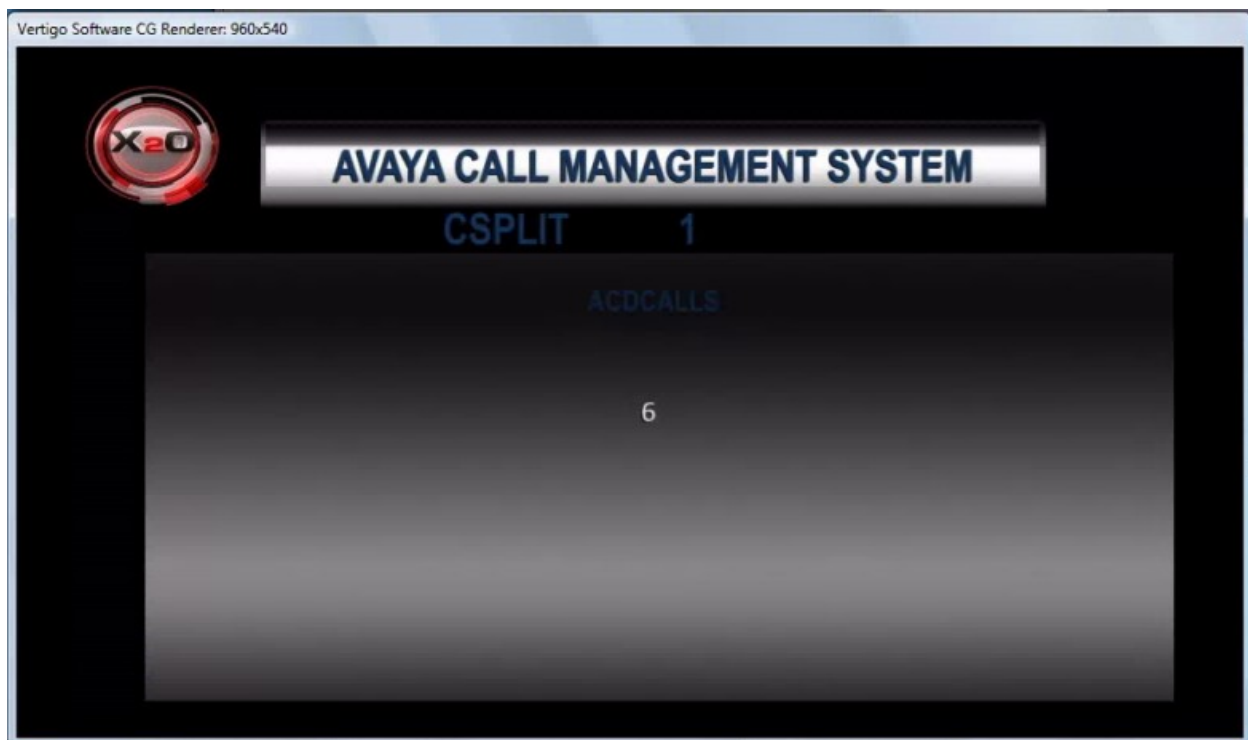 Vertigo Software CG Renderer: 960x540
X2O
AVAYA CALL MANAGEMENT SYSTEM
CSPLIT 1
ACDCALLS
6